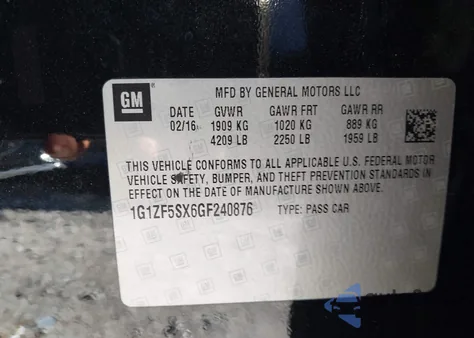 GM
MFD BY GENERAL MOTORS LLC
DATE GVWR GAWR FRT GAWR RR
02/16 1909 KG 1020 KG 889 KG
4209 LB 2250 LB 1959 LB
THIS VEHICLE CONFORMS TO ALL APPLICABLE U.S. FEDERAL MOTOR
VEHICLE SAFETY, BUMPER, AND THEFT PREVENTION STANDARDS IN
EFFECT ON THE DATE OF MANUFACTURE SHOWN ABOVE.
1G1ZF5SX6GF240876 TYPE: PASS CAR